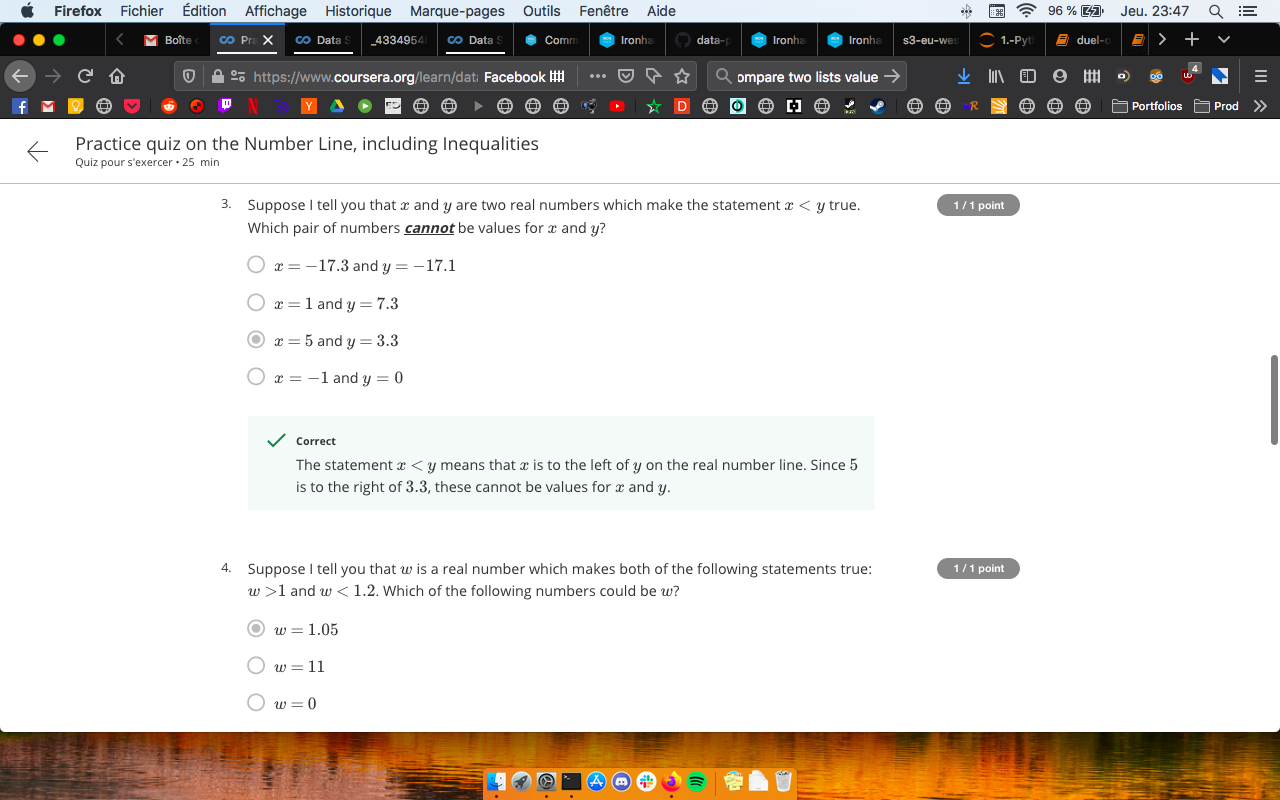 Firefox Fichier Édition Affichage Historique Marque-pages Outils Fenêtre Aide 96 % Jeu. 23:47
Boîte Pra Data S _4334954 Data S Comm Ironha data-p Ironha Ironha s3-eu-wes 1.-Pyt duel-o
https://www.coursera.org/learn/data Facebook ompare two lists value 4
Portfolios Prod
Practice quiz on the Number Line, including Inequalities
Quiz pour s'exercer • 25 min
3. Suppose I tell you that x and y are two real numbers which make the statement x < y true. 1 / 1 point
Which pair of numbers cannot be values for x and y?
x = −17.3 and y = −17.1
x = 1 and y = 7.3
x = 5 and y = 3.3
x = −1 and y = 0
Correct
The statement x < y means that x is to the left of y on the real number line. Since 5
is to the right of 3.3, these cannot be values for x and y.
4. Suppose I tell you that w is a real number which makes both of the following statements true: 1 / 1 point
w >1 and w < 1.2. Which of the following numbers could be w?
w = 1.05
w = 11
w = 0